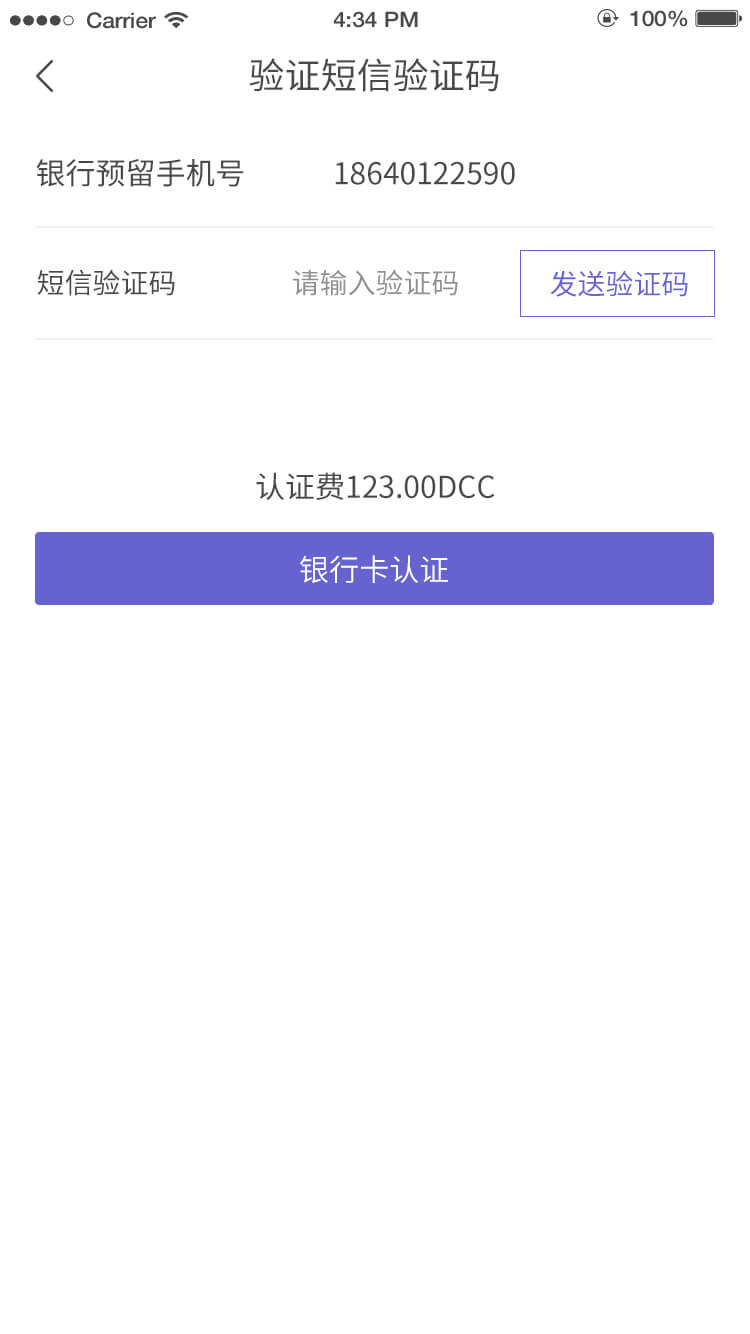 Carrier 4:34 PM 100%
验证短信验证码
银行预留手机号 18640122590
短信验证码 请输入验证码 发送验证码
认证费123.00DCC
银行卡认证